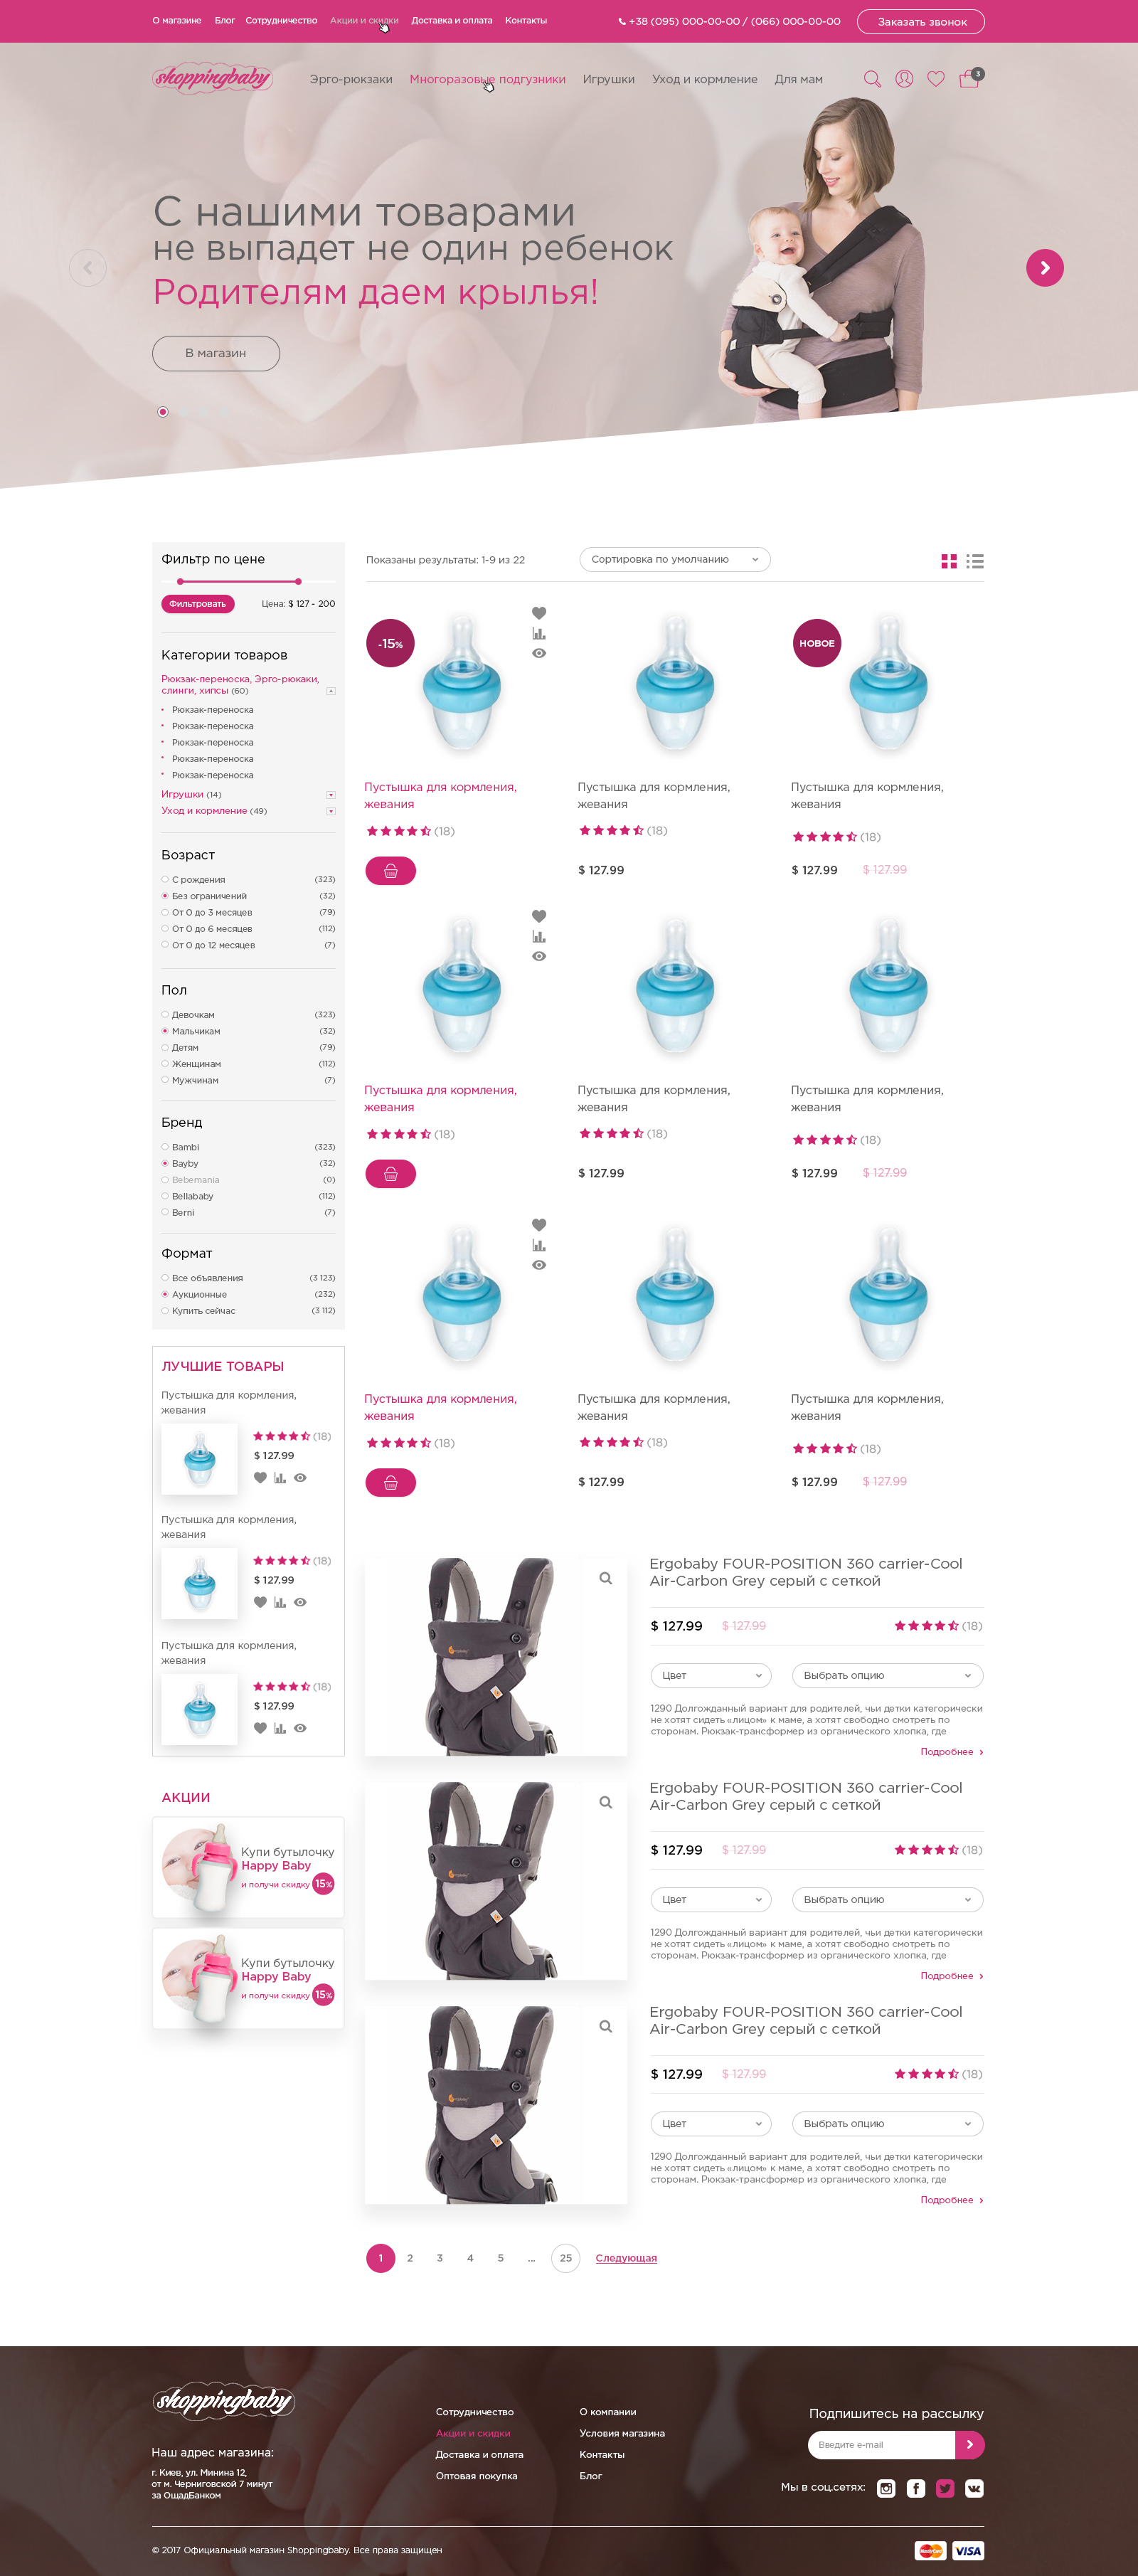 О магазине Блог Сотрудничество Акции и скидки Доставка и оплата Контакты +38 (095) 000-00-00 / (066) 000-00-00 Заказать звонок
shoppingbaby Эрго-рюкзаки Многоразовые подгузники Игрушки Уход и кормление Для мам 3
С нашими товарами
не выпадет не один ребенок
Родителям даем крылья!
В магазин
Фильтр по цене
Фильтровать Цена: $ 127 - 200
Категории товаров
Рюкзак-переноска, Эрго-рюкаки,
слинги, хипсы (60)
Рюкзак-переноска
Рюкзак-переноска
Рюкзак-переноска
Рюкзак-переноска
Рюкзак-переноска
Игрушки (14)
Уход и кормление (49)
Возраст
С рождения (323)
Без ограничений (32)
От 0 до 3 месяцев (79)
От 0 до 6 месяцев (112)
От 0 до 12 месяцев (7)
Пол
Девочкам (323)
Мальчикам (32)
Детям (79)
Женщинам (112)
Мужчинам (7)
Бренд
Bambi (323)
Bayby (32)
Bebemania (0)
Bellababy (112)
Berni (7)
Формат
Все объявления (3 123)
Аукционные (232)
Купить сейчас (3 112)
ЛУЧШИЕ ТОВАРЫ
Пустышка для кормления,
жевания
(18)
$ 127.99
Пустышка для кормления,
жевания
(18)
$ 127.99
Пустышка для кормления,
жевания
(18)
$ 127.99
АКЦИИ
Купи бутылочку
Happy Baby
и получи скидку 15%
Купи бутылочку
Happy Baby
и получи скидку 15%
Показаны результаты: 1-9 из 22 Сортировка по умолчанию
-15% НОВОЕ
Пустышка для кормления, Пустышка для кормления, Пустышка для кормления,
жевания жевания жевания
(18) (18) (18)
$ 127.99 $ 127.99 $ 127.99
Пустышка для кормления, Пустышка для кормления, Пустышка для кормления,
жевания жевания жевания
(18) (18) (18)
$ 127.99 $ 127.99 $ 127.99
Пустышка для кормления, Пустышка для кормления, Пустышка для кормления,
жевания жевания жевания
(18) (18) (18)
$ 127.99 $ 127.99 $ 127.99
Ergobaby FOUR-POSITION 360 carrier-Cool
Air-Carbon Grey серый с сеткой
$ 127.99 $ 127.99 (18)
Цвет Выбрать опцию
1290 Долгожданный вариант для родителей, чьи детки категорически
не хотят сидеть «лицом» к маме, а хотят свободно смотреть по
сторонам. Рюкзак-трансформер из органического хлопка, где
Подробнее
Ergobaby FOUR-POSITION 360 carrier-Cool
Air-Carbon Grey серый с сеткой
$ 127.99 $ 127.99 (18)
Цвет Выбрать опцию
1290 Долгожданный вариант для родителей, чьи детки категорически
не хотят сидеть «лицом» к маме, а хотят свободно смотреть по
сторонам. Рюкзак-трансформер из органического хлопка, где
Подробнее
Ergobaby FOUR-POSITION 360 carrier-Cool
Air-Carbon Grey серый с сеткой
$ 127.99 $ 127.99 (18)
Цвет Выбрать опцию
1290 Долгожданный вариант для родителей, чьи детки категорически
не хотят сидеть «лицом» к маме, а хотят свободно смотреть по
сторонам. Рюкзак-трансформер из органического хлопка, где
Подробнее
1 2 3 4 5 ... 25 Следующая
shoppingbaby
Наш адрес магазина:
г. Киев, ул. Минина 12,
от м. Черниговской 7 минут
за ОщадБанком
Сотрудничество
Акции и скидки
Доставка и оплата
Оптовая покупка
О компании
Условия магазина
Контакты
Блог
Подпишитесь на рассылку
Введите e-mail
Мы в соц.сетях:
© 2017 Официальный магазин Shoppingbaby. Все права защищен MasterCard VISA